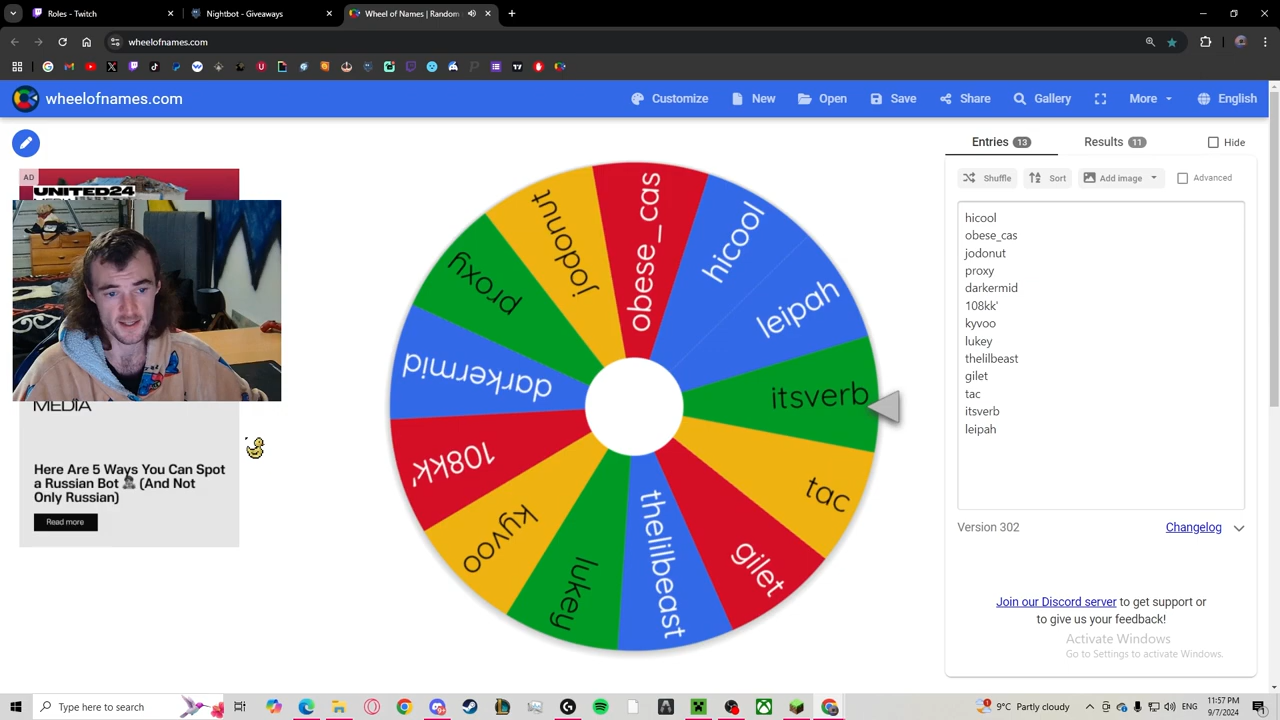 Roles - Twitch
Nightbot - Giveaways
Wheel of Names | Random
wheelofnames.com
wheelofnames.com
Customize
New
Open
Save
Share
Gallery
More
English
Entries 13
Results 11
Hide
Shuffle
Sort
Add image
Advanced
hicool
obese_cas
jodonut
proxy
darkermid
108kk'
kyvoo
lukey
thelilbeast
gilet
tac
itsverb
leipah
Version 302
Changelog
Join our Discord server to get support or
to give us your feedback!
Activate Windows
Go to Settings to activate Windows.
AD
UNITED24
MEDIA
Here Are 5 Ways You Can Spot
a Russian Bot (And Not
Only Russian)
Read more
obese_cas
hicool
leipah
itsverb
tac
gilet
thelilbeast
lukey
kyvoo
108kk'
darkermid
proxy
jodonut
Type here to search
9°C Partly cloudy
11:57 PM
9/7/2024